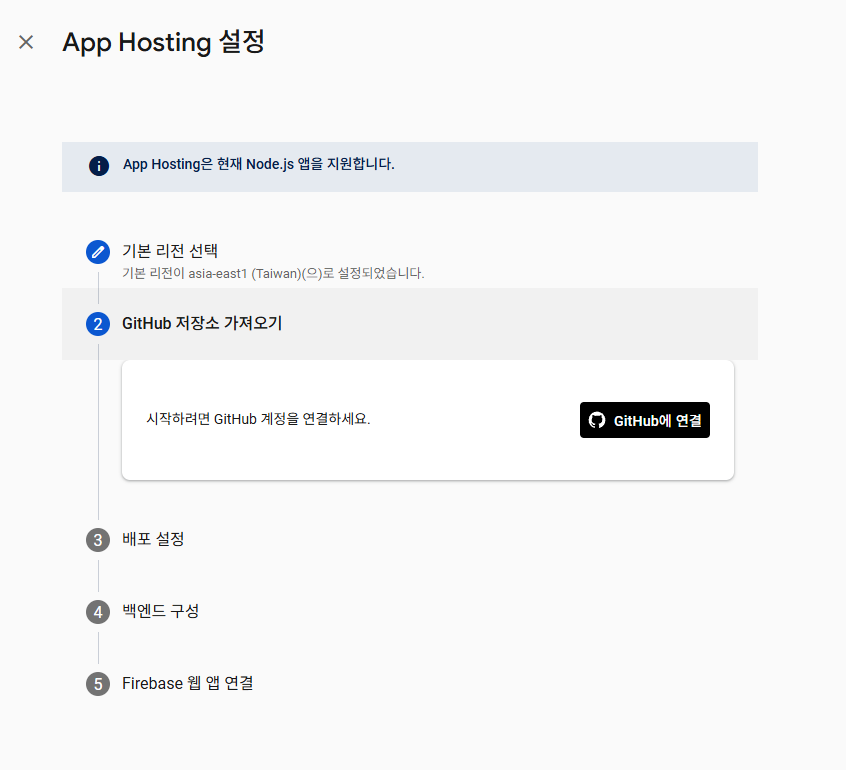 App Hosting 설정
App Hosting은 현재 Node.js 앱을 지원합니다.
기본 리전 선택
기본 리전이 asia-east1 (Taiwan)(으)로 설정되었습니다.
2 GitHub 저장소 가져오기
시작하려면 GitHub 계정을 연결하세요.
GitHub에 연결
3 배포 설정
4 백엔드 구성
5 Firebase 웹 앱 연결